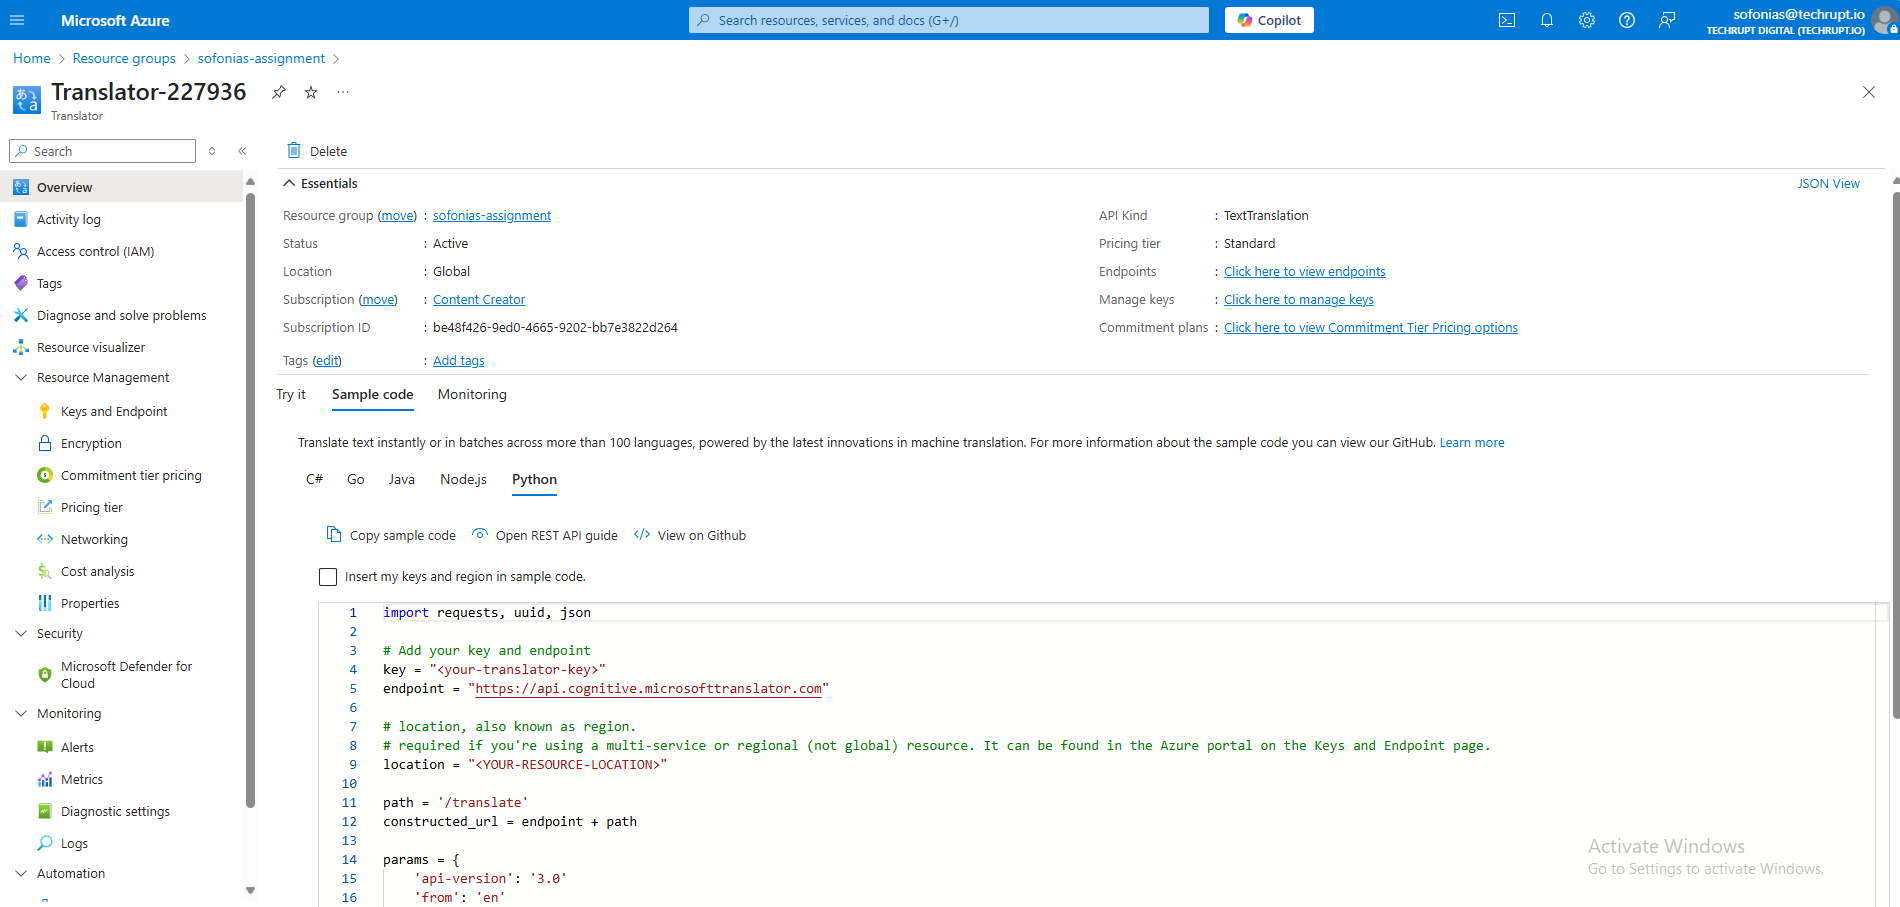 Microsoft Azure
Search resources, services, and docs (G+/)
Copilot
sofonias@techrupt.io
TECHRUPT DIGITAL (TECHRUPT.IO)
Home > Resource groups > sofonias-assignment >
Translator-227936
Translator
Search
Overview
Activity log
Access control (IAM)
Tags
Diagnose and solve problems
Resource visualizer
Resource Management
Keys and Endpoint
Encryption
Commitment tier pricing
Pricing tier
Networking
Cost analysis
Properties
Security
Microsoft Defender for
Cloud
Monitoring
Alerts
Metrics
Diagnostic settings
Logs
Automation
Delete
Essentials
JSON View
Resource group (move) : sofonias-assignment
Status : Active
Location : Global
Subscription (move) : Content Creator
Subscription ID : be48f426-9ed0-4665-9202-bb7e3822d264
Tags (edit) : Add tags
API Kind : TextTranslation
Pricing tier : Standard
Endpoints : Click here to view endpoints
Manage keys : Click here to manage keys
Commitment plans : Click here to view Commitment Tier Pricing options
Try it Sample code Monitoring
Translate text instantly or in batches across more than 100 languages, powered by the latest innovations in machine translation. For more information about the sample code you can view our GitHub. Learn more
C# Go Java Node.js Python
Copy sample code Open REST API guide </> View on Github
Insert my keys and region in sample code.
1 import requests, uuid, json
2
3 # Add your key and endpoint
4 key = "<your-translator-key>"
5 endpoint = "https://api.cognitive.microsofttranslator.com"
6
7 # location, also known as region.
8 # required if you're using a multi-service or regional (not global) resource. It can be found in the Azure portal on the Keys and Endpoint page.
9 location = "<YOUR-RESOURCE-LOCATION>"
10
11 path = '/translate'
12 constructed_url = endpoint + path
13
14 params = {
15 'api-version': '3.0'
16 'from': 'en'
Activate Windows
Go to Settings to activate Windows.